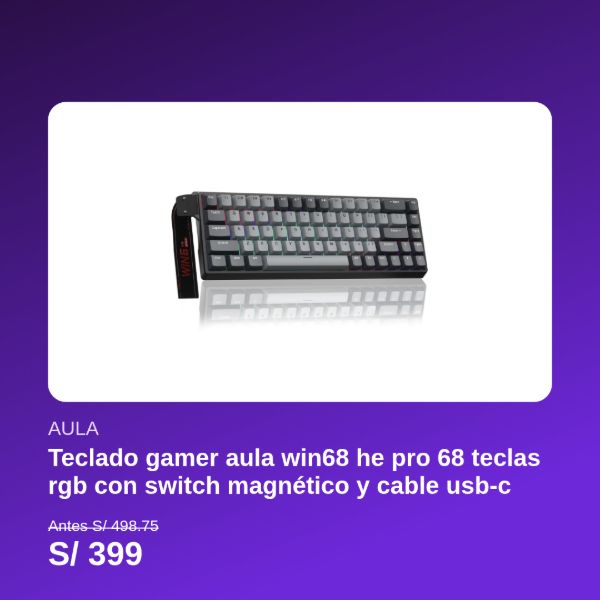 WIN68
AULA
Teclado gamer aula win68 he pro 68 teclas
rgb con switch magnético y cable usb-c
Antes S/ 498.75
S/ 399